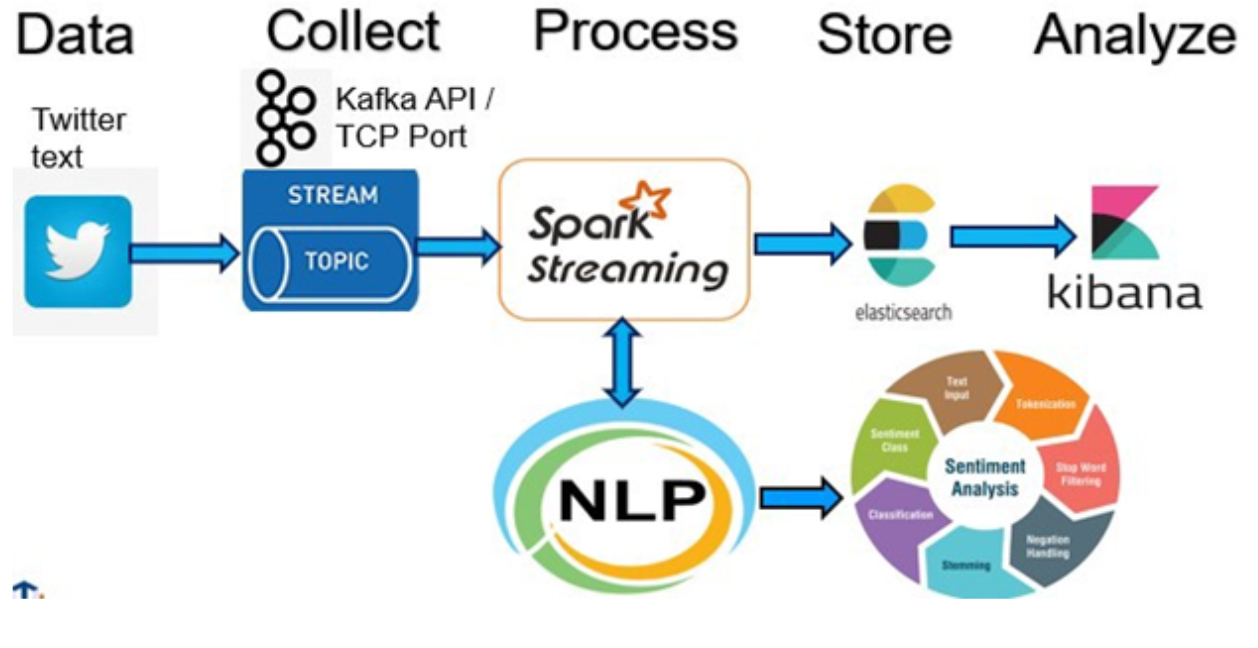 Data
Collect
Process
Store
Analyze
Twitter
text
Kafka API /
TCP Port
STREAM
TOPIC
Spark
Streaming
elasticsearch
kibana
NLP
Sentiment
Analysis
Text
Input
Tokenization
Stop Word
Filtering
Negation
Handling
Stemming
Classification
Sentiment
Class